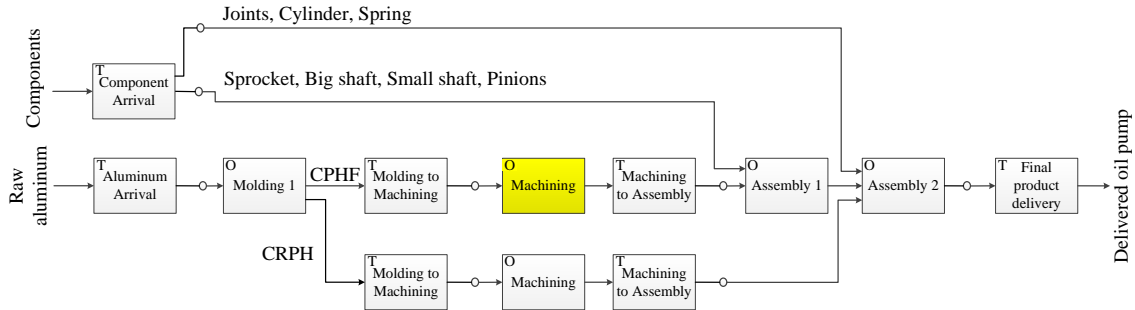 Joints, Cylinder, Spring
Components
T
Component
Arrival
Sprocket, Big shaft, Small shaft, Pinions
Raw
aluminum
T
Aluminum
Arrival
O
Molding 1
CPHF
T
Molding to
Machining
O
Machining
T
Machining
to Assembly
O
Assembly 1
O
Assembly 2
T
Final
product
delivery
Delivered oil pump
CRPH
T
Molding to
Machining
O
Machining
T
Machining
to Assembly